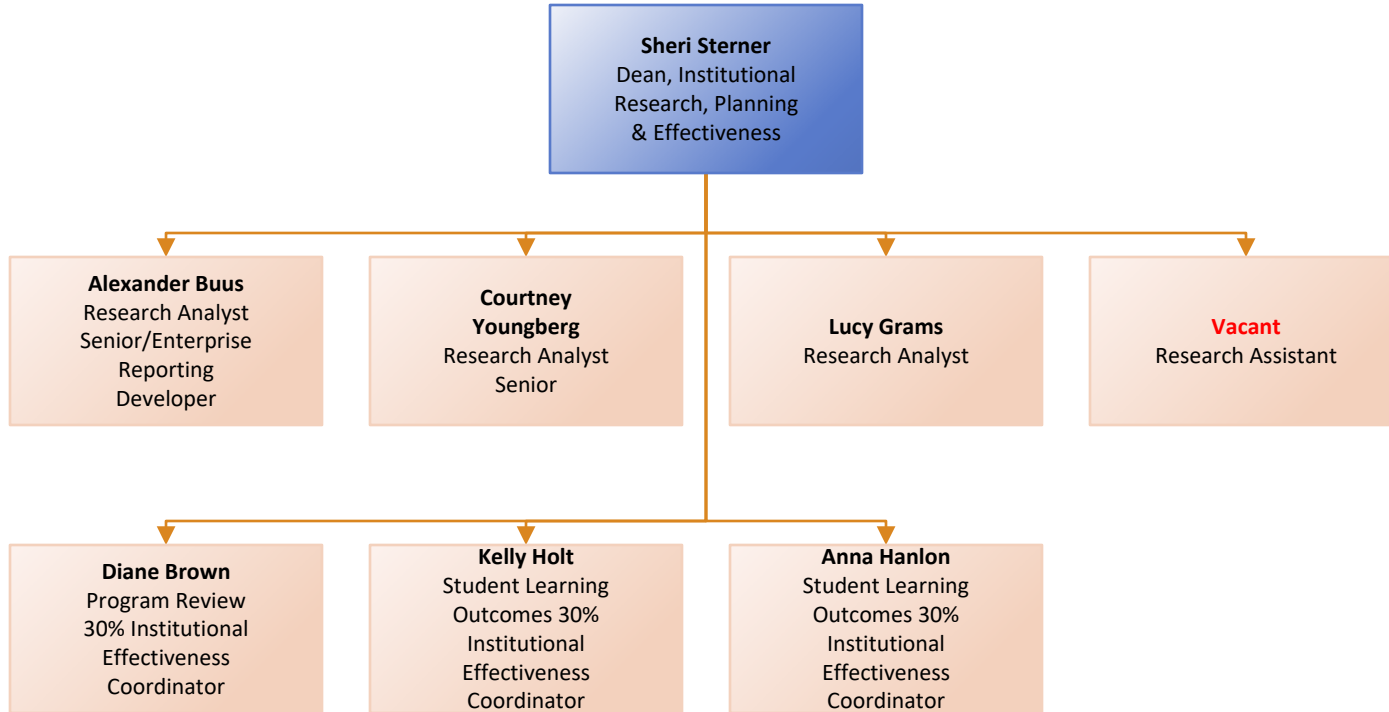 Sheri Sterner
Dean, Institutional
Research, Planning
& Effectiveness
Alexander Buus
Research Analyst
Senior/Enterprise
Reporting
Developer
Courtney
Youngberg
Research Analyst
Senior
Lucy Grams
Research Analyst
Vacant
Research Assistant
Diane Brown
Program Review
30% Institutional
Effectiveness
Coordinator
Kelly Holt
Student Learning
Outcomes 30%
Institutional
Effectiveness
Coordinator
Anna Hanlon
Student Learning
Outcomes 30%
Institutional
Effectiveness
Coordinator